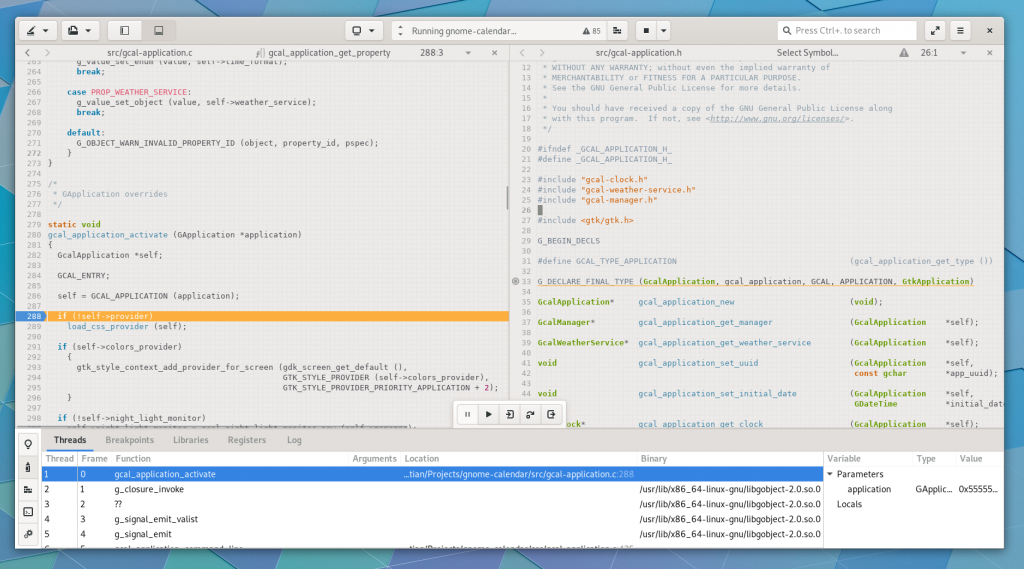 Running gnome-calendar...
85
Press Ctrl+. to search
src/gcal-application.c
gcal_application_get_property
288:3
src/gcal-application.h
Select Symbol...
26:1
263 g_value_set_enum (value, self->time_format);
264 break;
265
266 case PROP_WEATHER_SERVICE:
267 g_value_set_object (value, self->weather_service);
268 break;
269
270 default:
271 G_OBJECT_WARN_INVALID_PROPERTY_ID (object, property_id, pspec);
272 }
273 }
274
275 /*
276 * GApplication overrides
277 */
278
279 static void
280 gcal_application_activate (GApplication *application)
281 {
282 GcalApplication *self;
283
284 GCAL_ENTRY;
285
286 self = GCAL_APPLICATION (application);
287
288 if (!self->provider)
289 load_css_provider (self);
290
291 if (self->colors_provider)
292 {
293 gtk_style_context_add_provider_for_screen (gdk_screen_get_default (),
294 GTK_STYLE_PROVIDER (self->colors_provider),
295 GTK_STYLE_PROVIDER_PRIORITY_APPLICATION + 2);
296 }
297
298 if (!self->night_light_monitor)
12 * WITHOUT ANY WARRANTY; without even the implied warranty of
13 * MERCHANTABILITY or FITNESS FOR A PARTICULAR PURPOSE.
14 * See the GNU General Public License for more details.
15 *
16 * You should have received a copy of the GNU General Public License along
17 * with this program. If not, see <http://www.gnu.org/licenses/>.
18 */
19
20 #ifndef _GCAL_APPLICATION_H_
21 #define _GCAL_APPLICATION_H_
22
23 #include "gcal-clock.h"
24 #include "gcal-weather-service.h"
25 #include "gcal-manager.h"
26
27 #include <gtk/gtk.h>
28
29 G_BEGIN_DECLS
30
31 #define GCAL_TYPE_APPLICATION (gcal_application_get_type ())
32
33 G_DECLARE_FINAL_TYPE (GcalApplication, gcal_application, GCAL, APPLICATION, GtkApplication)
34
35 GcalApplication* gcal_application_new (void);
36
37 GcalManager* gcal_application_get_manager (GcalApplication *self);
38
39 GcalWeatherService* gcal_application_get_weather_service (GcalApplication *self);
40
41 void gcal_application_set_uuid (GcalApplication *self,
42 const gchar *app_uuid);
43
44 void gcal_application_set_initial_date (GcalApplication *self,
GDateTime *initial_date
ock* gcal_application_get_clock (GcalApplication *self);
Threads Breakpoints Libraries Registers Log
Thread Frame Function Arguments Location Binary
1 0 gcal_application_activate ...tian/Projects/gnome-calendar/src/gcal-application.c:288
2 1 g_closure_invoke /usr/lib/x86_64-linux-gnu/libgobject-2.0.so.0
3 2 ?? /usr/lib/x86_64-linux-gnu/libgobject-2.0.so.0
4 3 g_signal_emit_valist /usr/lib/x86_64-linux-gnu/libgobject-2.0.so.0
5 4 g_signal_emit /usr/lib/x86_64-linux-gnu/libgobject-2.0.so.0
Variable Type Value
Parameters
application GApplic... 0x55555...
Locals